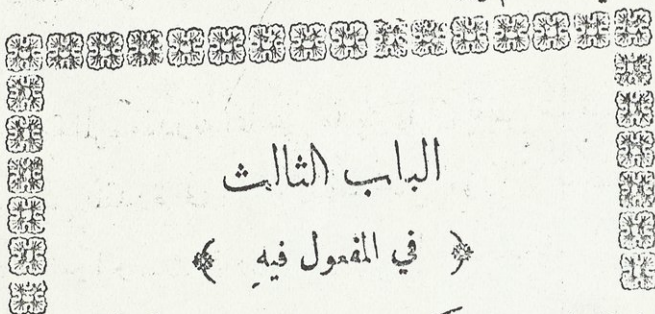 الباب الثالث
﴿ في المفعول فيهِ ﴾